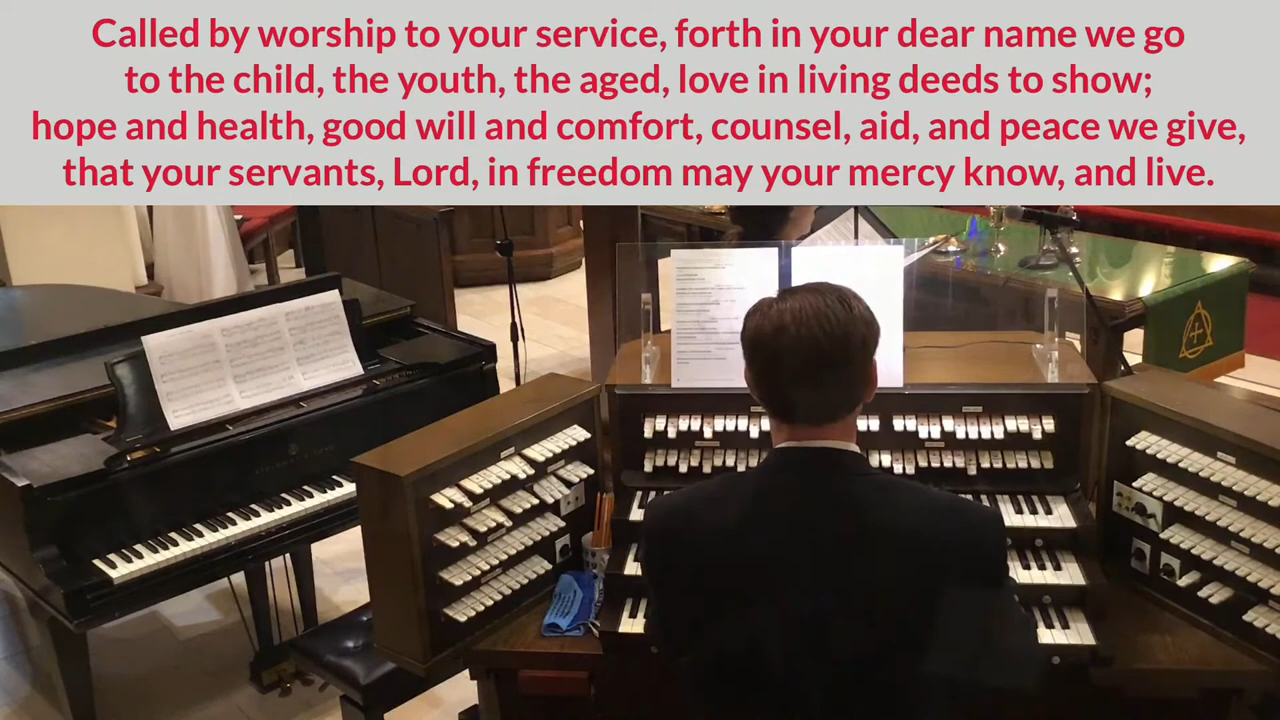 Called by worship to your service, forth in your dear name we go
to the child, the youth, the aged, love in living deeds to show;
hope and health, good will and comfort, counsel, aid, and peace we give,
that your servants, Lord, in freedom may your mercy know, and live.